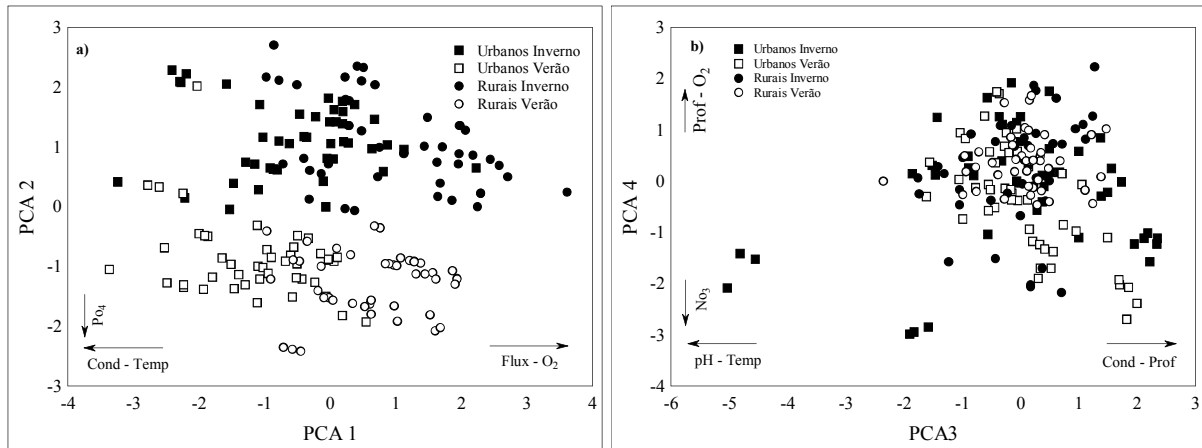 a)
Urbanos Inverno
Urbanos Verão
Rurais Inverno
Rurais Verão
3
2
1
0
-1
-2
-3
PCA 2
Po4
Cond - Temp
Flux - O2
-4
-3
-2
-1
0
1
2
3
4
PCA 1
b)
Urbanos Inverno
Urbanos Verão
Rurais Inverno
Rurais Verão
3
2
1
0
-1
-2
-3
-4
PCA 4
Prof - O2
No3
pH - Temp
Cond - Prof
-6
-5
-4
-3
-2
-1
0
1
2
3
PCA3